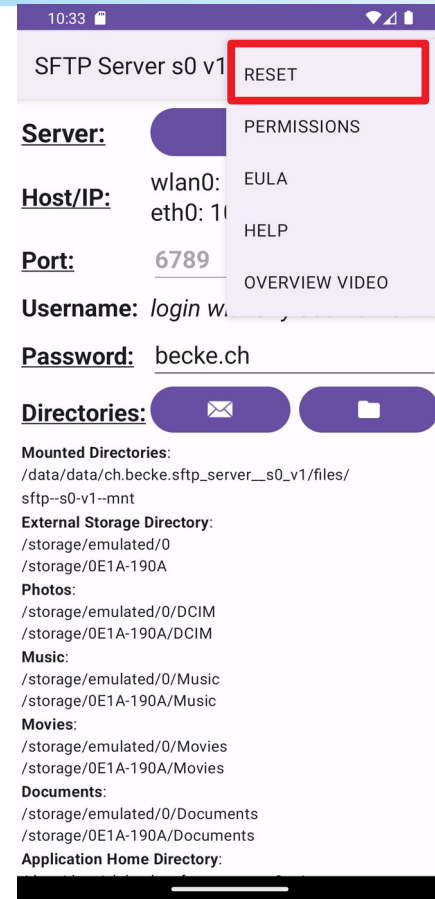 10:33
SFTP Server s0 v1
RESET
PERMISSIONS
EULA
HELP
OVERVIEW VIDEO
Server:
Host/IP:
wlan0:
eth0:
Port:
6789
Username: login
Password: becke.ch
Directories:
Mounted Directories:
/data/data/ch.becke.sftp_server__s0_v1/files/
sftp--s0-v1--mnt
External Storage Directory:
/storage/emulated/0
/storage/0E1A-190A
Photos:
/storage/emulated/0/DCIM
/storage/0E1A-190A/DCIM
Music:
/storage/emulated/0/Music
/storage/0E1A-190A/Music
Movies:
/storage/emulated/0/Movies
/storage/0E1A-190A/Movies
Documents:
/storage/emulated/0/Documents
/storage/0E1A-190A/Documents
Application Home Directory: